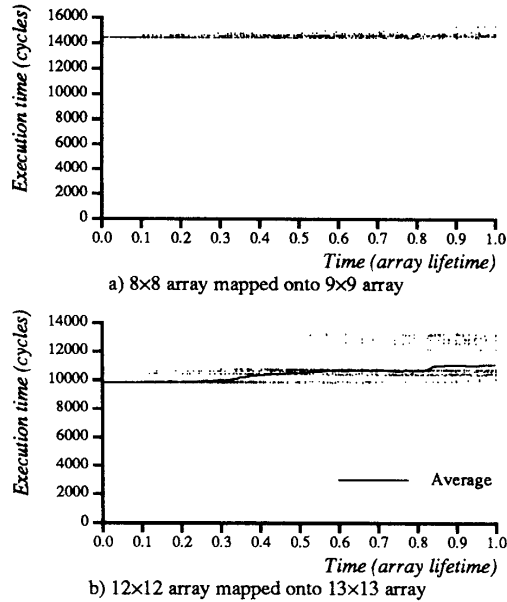 Execution time (cycles)
16000
14000
12000
10000
8000
6000
4000
2000
0
0.0 0.1 0.2 0.3 0.4 0.5 0.6 0.7 0.8 0.9 1.0
Time (array lifetime)
a) 8×8 array mapped onto 9×9 array
Execution time (cycles)
14000
12000
10000
8000
6000
4000
2000
0
Average
0.0 0.1 0.2 0.3 0.4 0.5 0.6 0.7 0.8 0.9 1.0
Time (array lifetime)
b) 12×12 array mapped onto 13×13 array